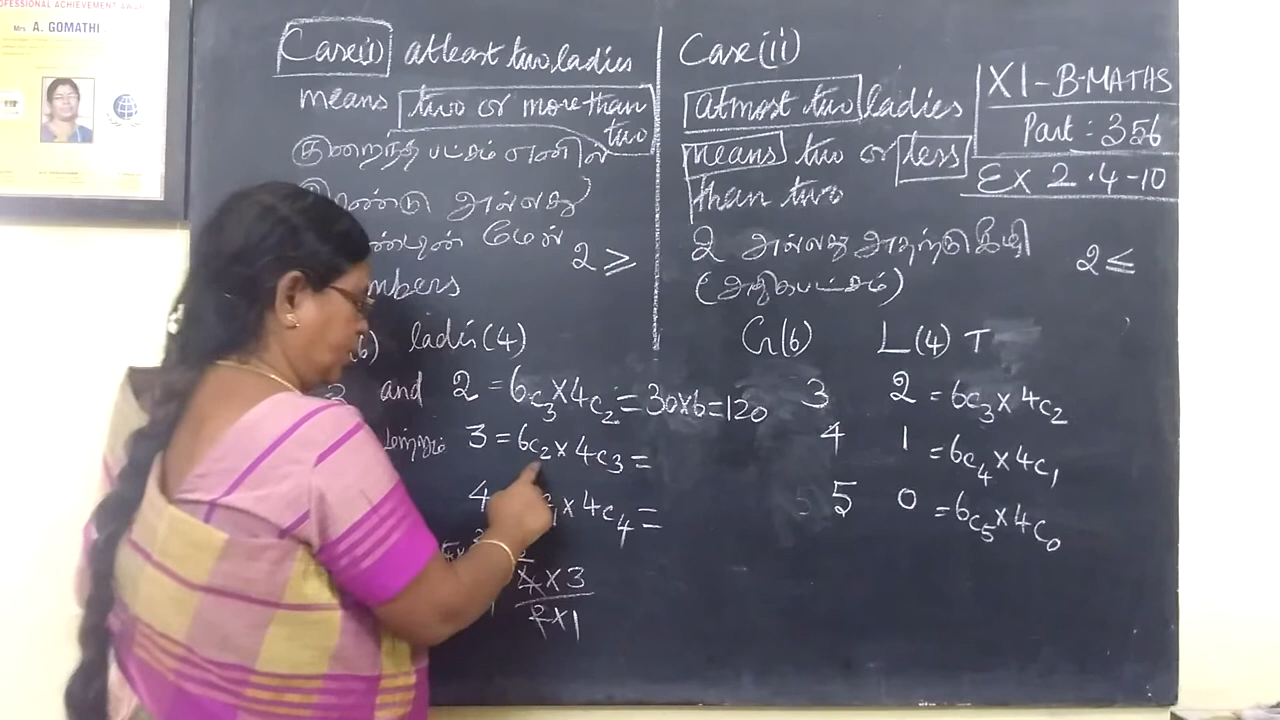 PROFESSIONAL ACHIEVEMENT AWA
Mrs. A. GOMATHI
Case(i) atleast two ladies
means two or more than
two
குறைந்த பட்சம் எனில்
அல்லது
மேல் 2 ≥
mbers
6) ladies (4)
3 and 2 = 6c₃ × 4c₂ = 30×6=120
மற்றும் 3 = 6c₂ × 4c₃ =
4 × 4c₄ =
4 × 3
2 × 1
Case(ii)
atmost two ladies
means two or less
than two
2 அல்லது அதற்கு கீழ்
2 ≤
(அதிகபட்சம்)
G(6) L(4) T
3 2 = 6c₃ × 4c₂
4 1 = 6c₄ × 4c₁
5 0 = 6c₅ × 4c₀
XI-B-MATHS
Part : 356
Ex 2.4-10